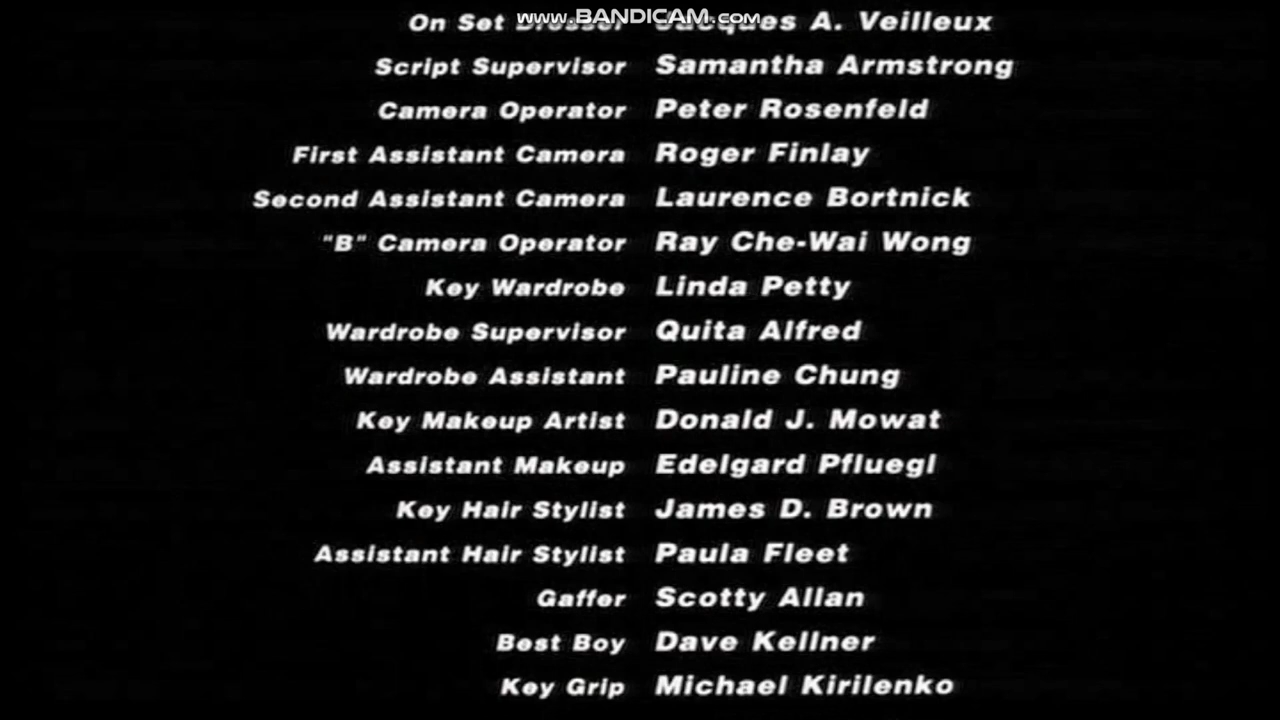 www.BANDICAM.com
On Set Dresser Jacques A. Veilleux
Script Supervisor Samantha Armstrong
Camera Operator Peter Rosenfeld
First Assistant Camera Roger Finlay
Second Assistant Camera Laurence Bortnick
"B" Camera Operator Ray Che-Wai Wong
Key Wardrobe Linda Petty
Wardrobe Supervisor Quita Alfred
Wardrobe Assistant Pauline Chung
Key Makeup Artist Donald J. Mowat
Assistant Makeup Edelgard Pfluegl
Key Hair Stylist James D. Brown
Assistant Hair Stylist Paula Fleet
Gaffer Scotty Allan
Best Boy Dave Kellner
Key Grip Michael Kirilenko